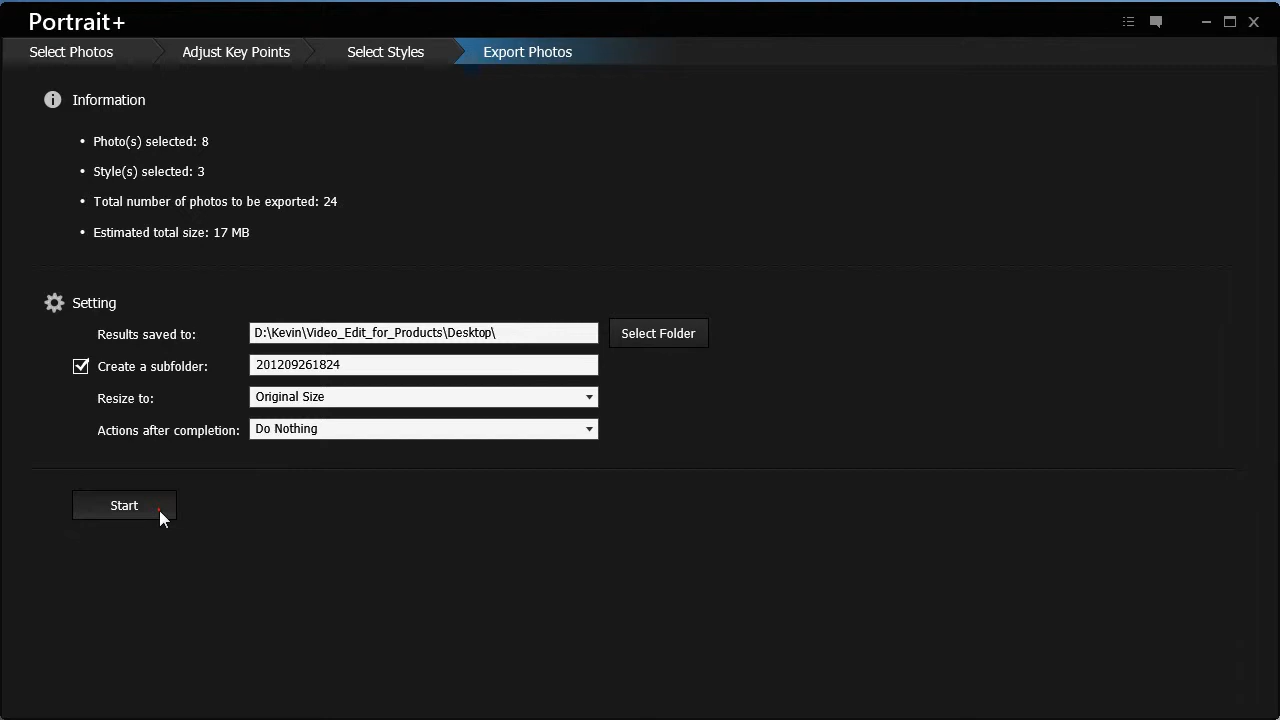 Portrait+
Select Photos
Adjust Key Points
Select Styles
Export Photos
Information
• Photo(s) selected: 8
• Style(s) selected: 3
• Total number of photos to be exported: 24
• Estimated total size: 17 MB
Setting
Results saved to: D:\Kevin\Video_Edit_for_Products\Desktop\ Select Folder
Create a subfolder: 201209261824
Resize to: Original Size
Actions after completion: Do Nothing
Start